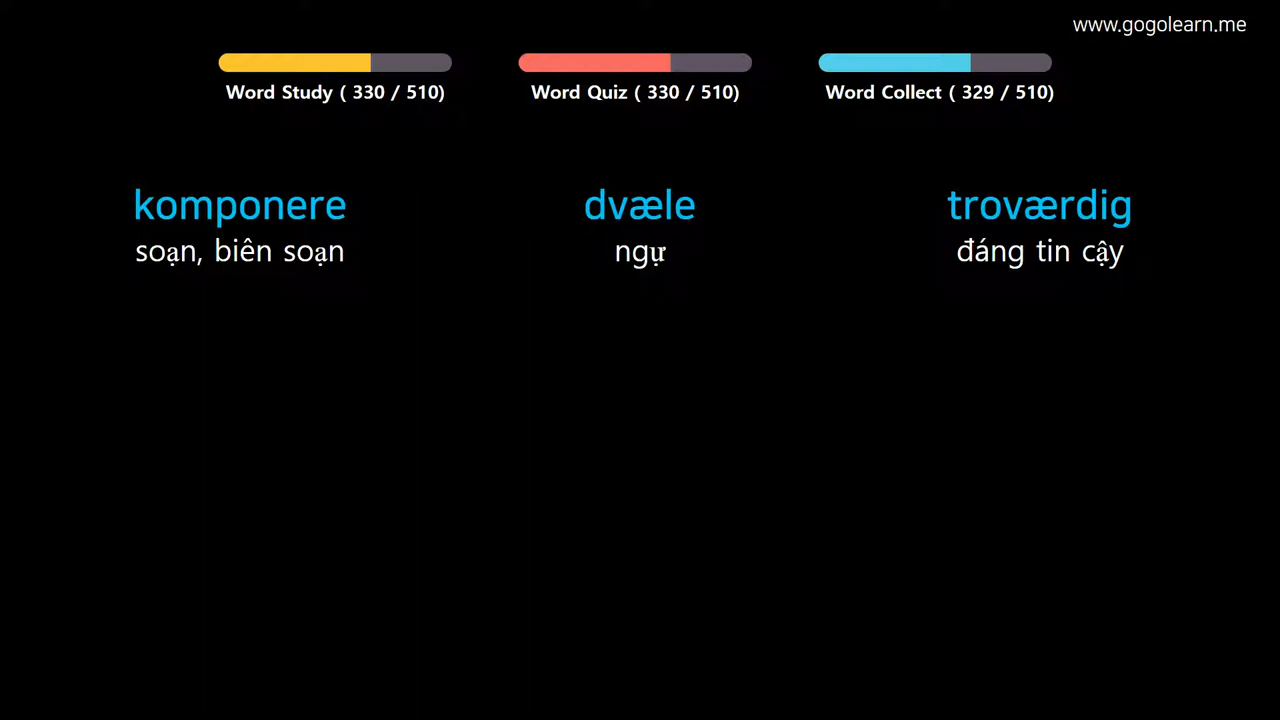 www.gogolearn.me
Word Study ( 330 / 510)
Word Quiz ( 330 / 510)
Word Collect ( 329 / 510)
komponere
soạn, biên soạn
dvæle
ngự
troværdig
đáng tin cậy